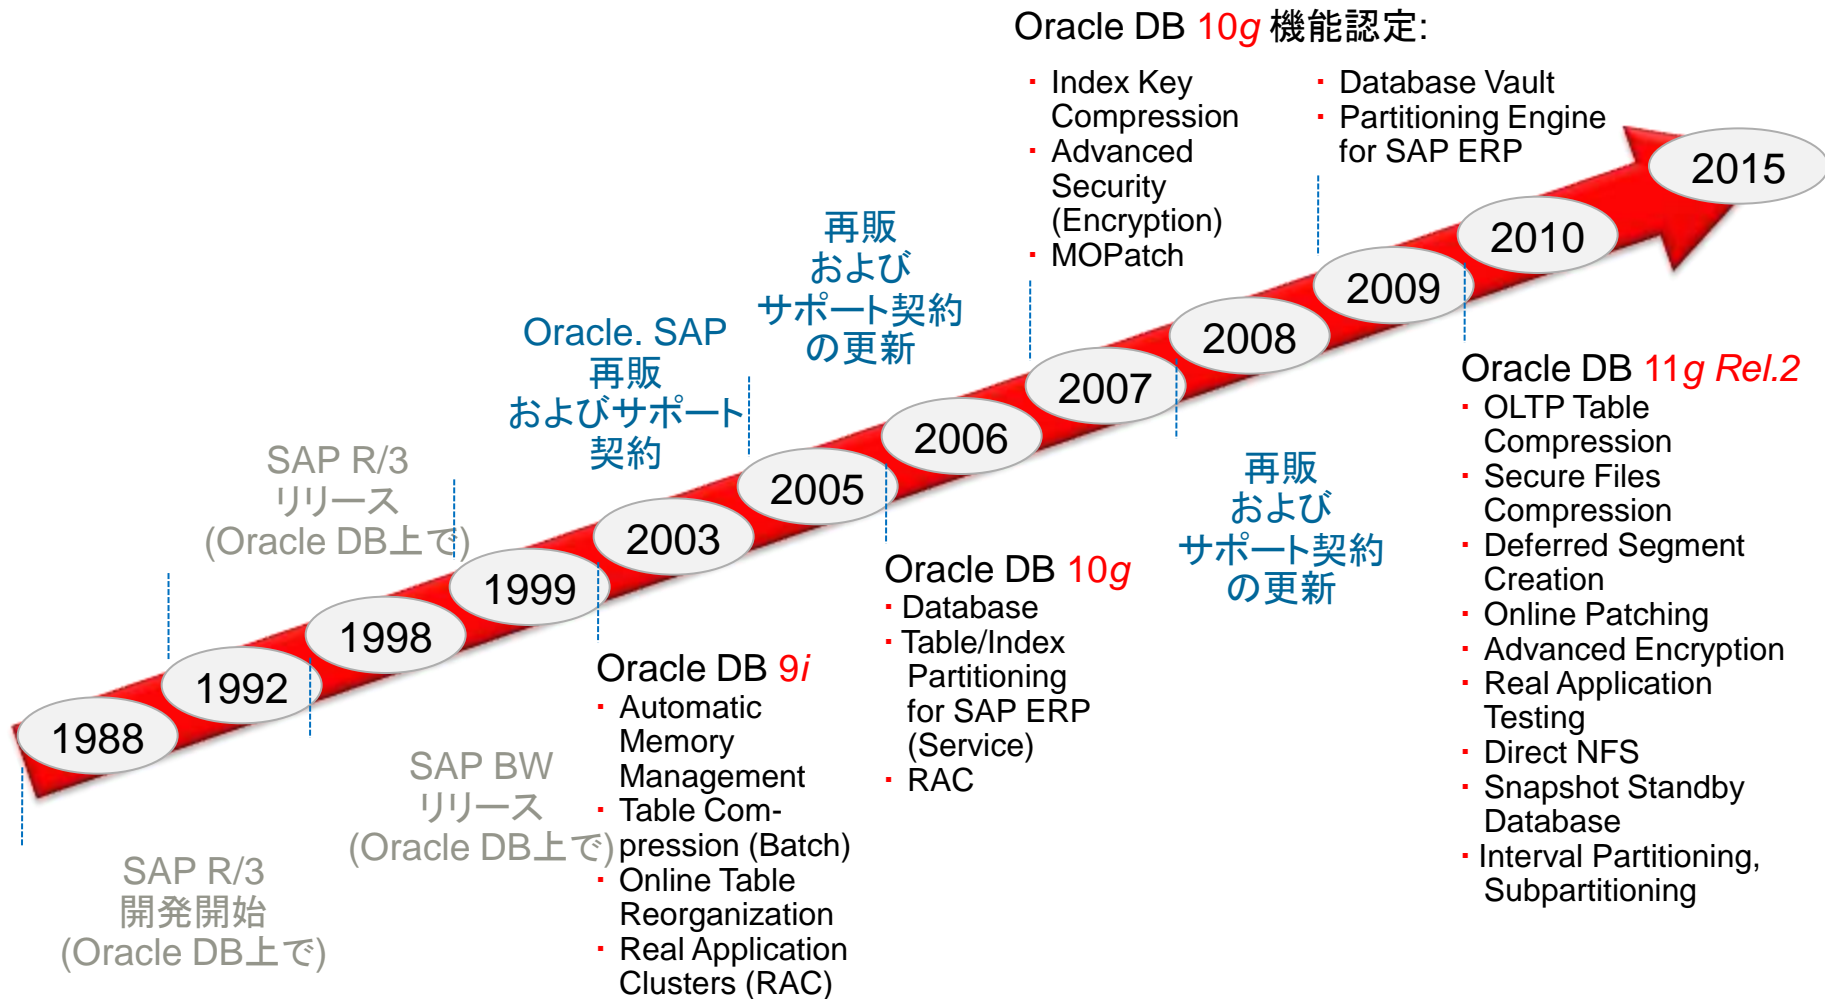 Oracle DB 10g 機能認定:
・ Index Key
Compression
・ Advanced
Security
(Encryption)
・ MOPatch
・ Database Vault
・ Partitioning Engine
for SAP ERP
2015
2010
2009
2008
2007
2006
2005
2003
1999
1998
1992
1988
再販
および
サポート契約
の更新
Oracle. SAP
再販
およびサポート
契約
SAP R/3
リリース
(Oracle DB上で)
SAP R/3
開発開始
(Oracle DB上で)
SAP BW
リリース
(Oracle DB上で)
Oracle DB 9i
・ Automatic
Memory
Management
・ Table Com-
pression (Batch)
・ Online Table
Reorganization
・ Real Application
Clusters (RAC)
Oracle DB 10g
・ Database
・ Table/Index
Partitioning
for SAP ERP
(Service)
・ RAC
再販
および
サポート契約
の更新
Oracle DB 11g Rel.2
・ OLTP Table
Compression
・ Secure Files
Compression
・ Deferred Segment
Creation
・ Online Patching
・ Advanced Encryption
・ Real Application
Testing
・ Direct NFS
・ Snapshot Standby
Database
・ Interval Partitioning,
Subpartitioning